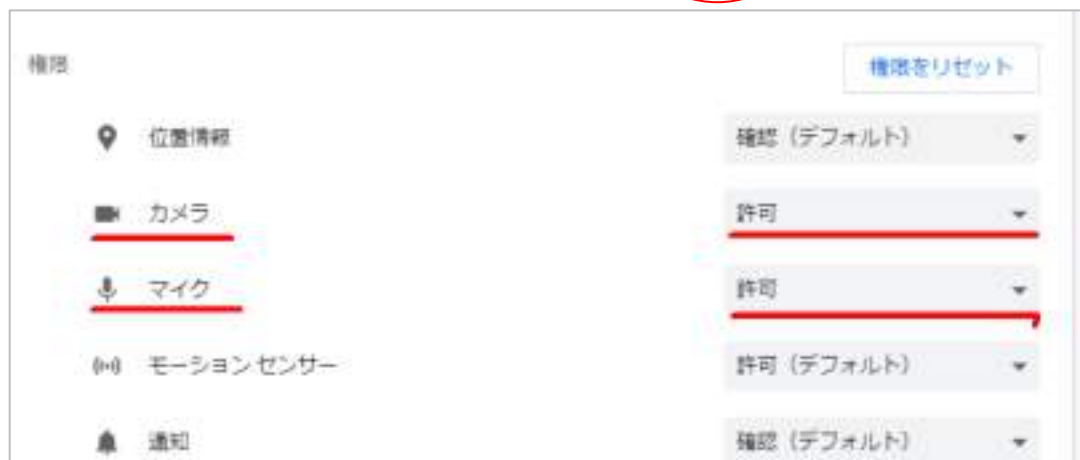 権限
権限をリセット
位置情報 確認（デフォルト）
カメラ 許可
マイク 許可
モーション センサー 許可（デフォルト）
通知 確認（デフォルト）